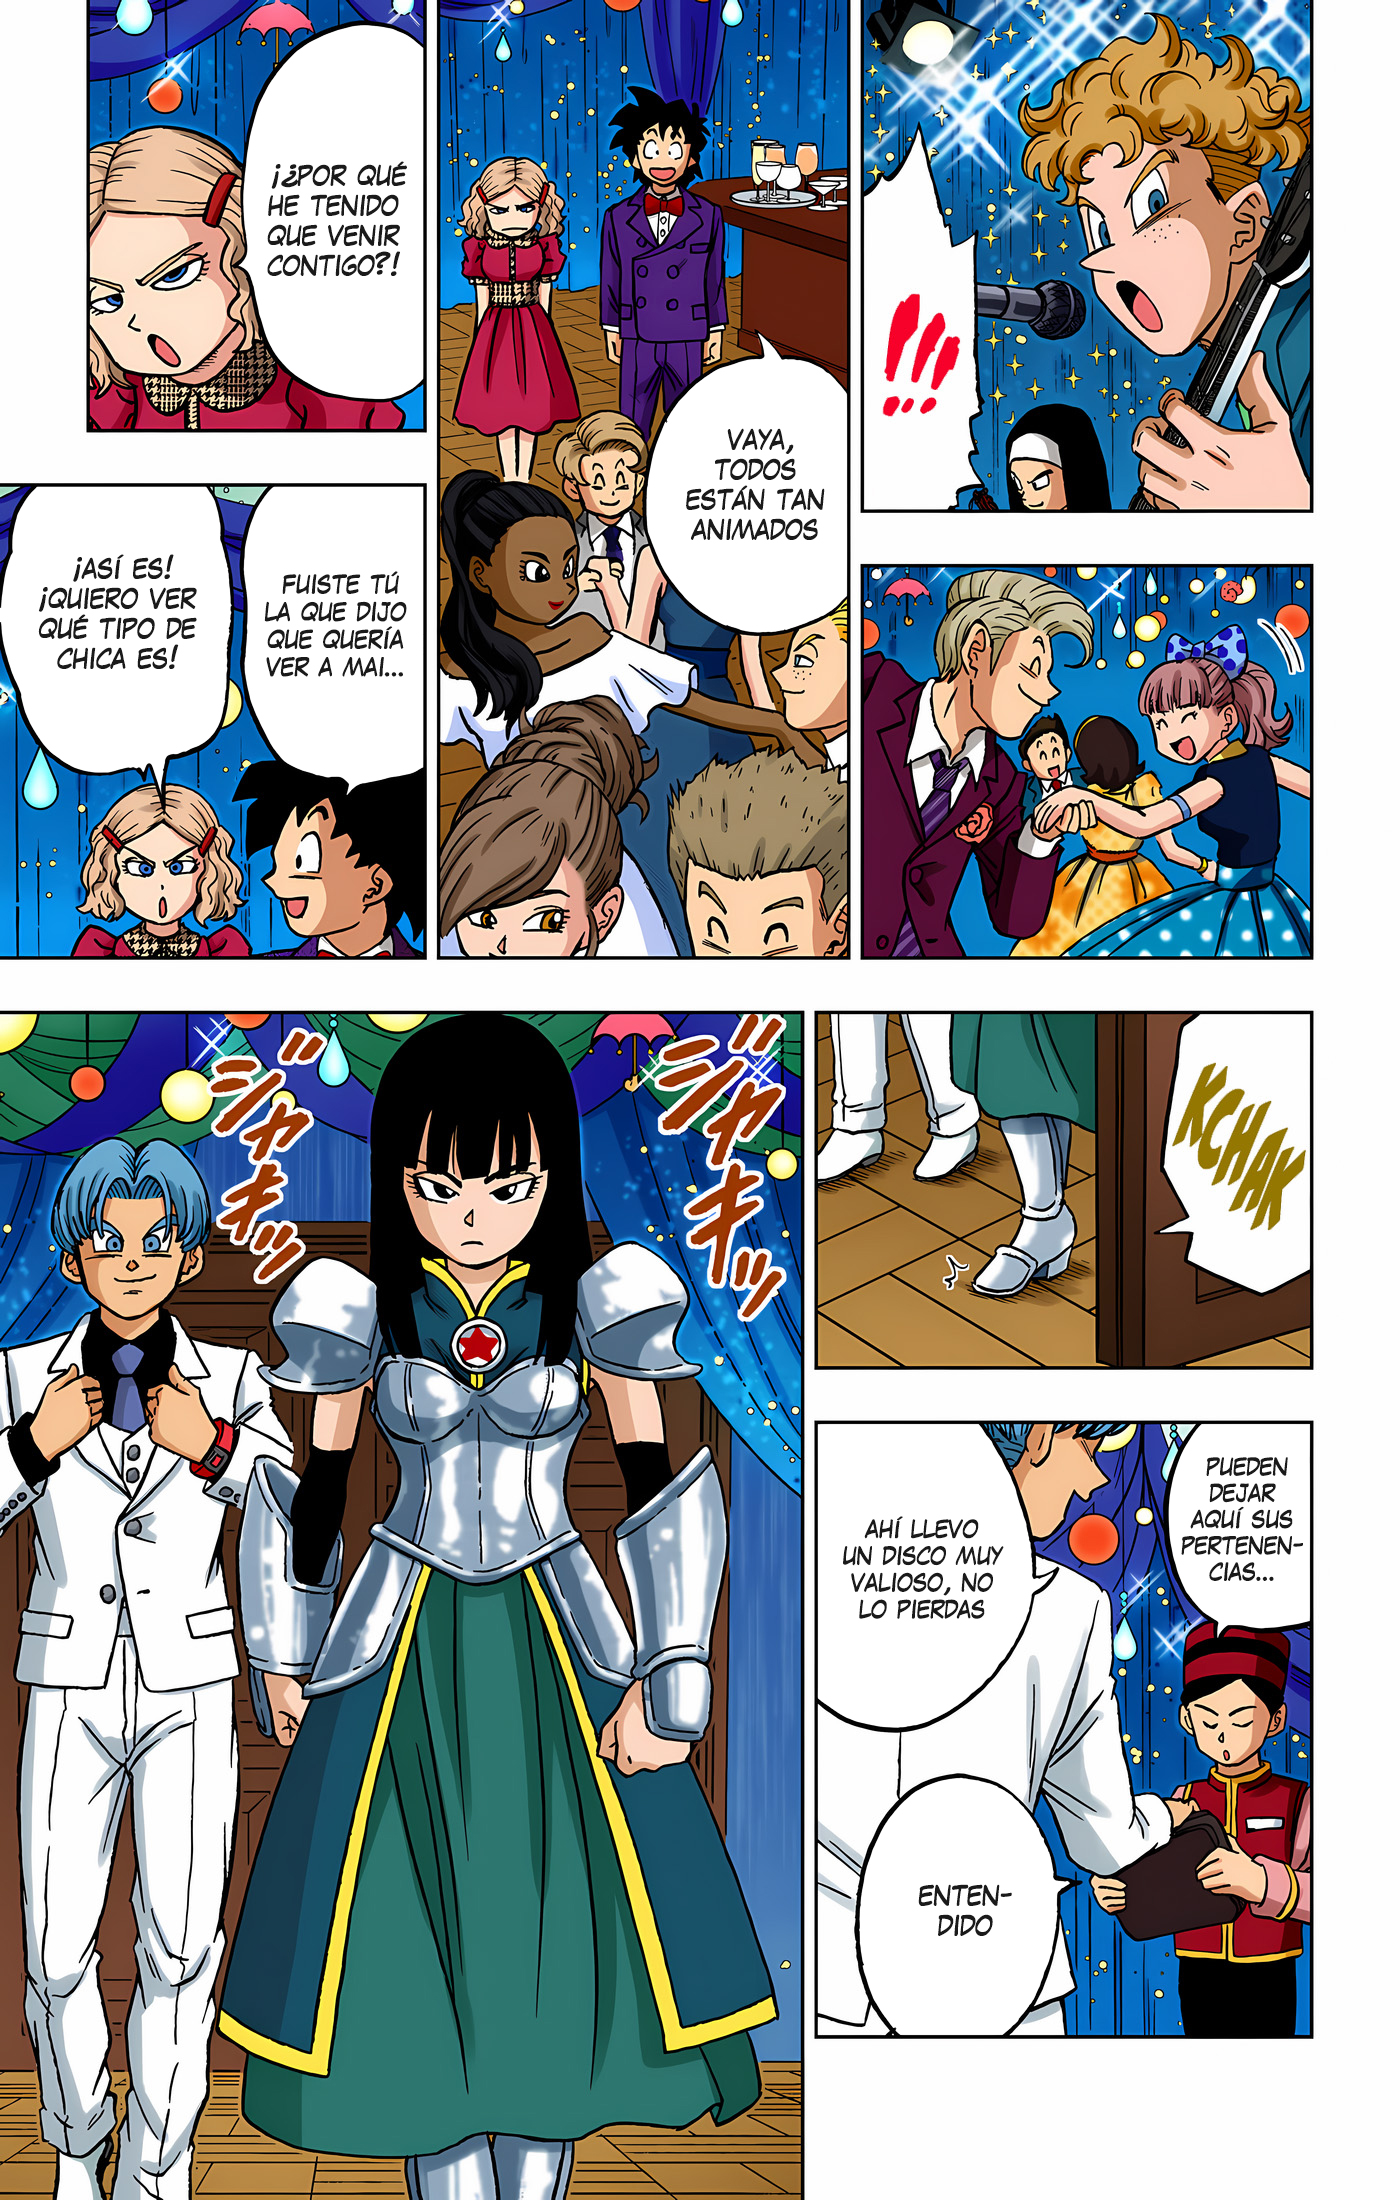 !!!
VAYA,
TODOS
ESTÁN TAN
ANIMADOS
¡¿POR QUÉ
HE TENIDO
QUE VENIR
CONTIGO?!
FUISTE TÚ
LA QUE DIJO
QUE QUERÍA
VER A MAI...
¡ASÍ ES!
¡QUIERO VER
QUÉ TIPO DE
CHICA ES!
KCHAK
PUEDEN
DEJAR
AQUÍ SUS
PERTENEN-
CIAS...
AHÍ LLEVO
UN DISCO MUY
VALIOSO, NO
LO PIERDAS
ENTEN-
DIDO
ジャキッ
ジャキッ